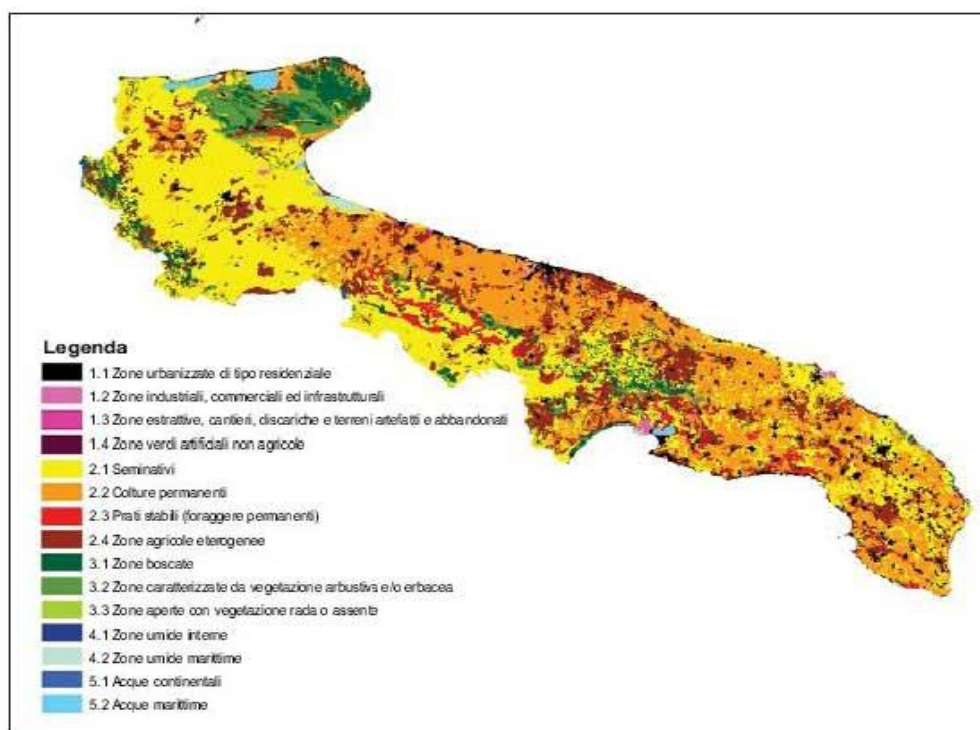 Legenda
1.1 Zone urbanizzate di tipo residenziale
1.2 Zone industriali, commerciali ed infrastrutturali
1.3 Zone estrattive, cantieri, discariche e terreni artefatti e abbandonati
1.4 Zone verdi artificiali non agricole
2.1 Seminativi
2.2 Colture permanenti
2.3 Prati stabili (foraggere permanenti)
2.4 Zone agricole eterogenee
3.1 Zone boscate
3.2 Zone caratterizzate da vegetazione arbustiva e/o erbacea
3.3 Zone aperte con vegetazione rada o assente
4.1 Zone umide interne
4.2 Zone umide marittime
5.1 Acque continentali
5.2 Acque marittime